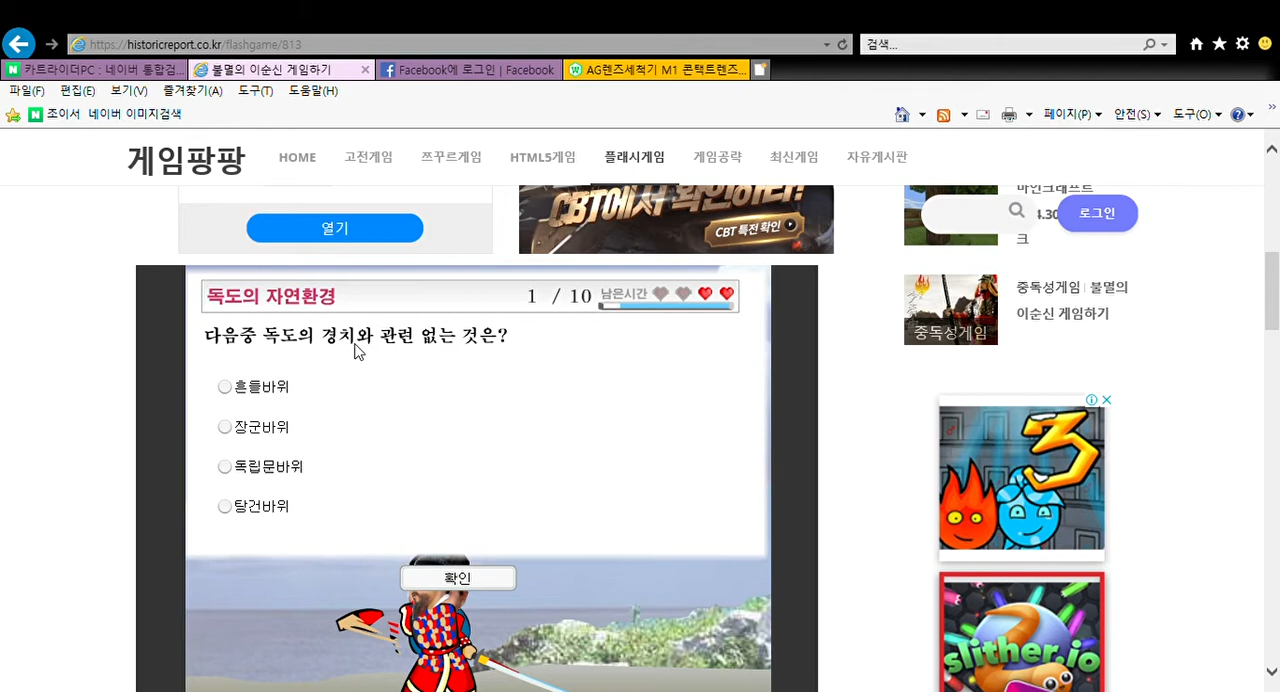 https://historicreport.co.kr/flashgame/813
검색...
카트라이더PC : 네이버 통합검...
불멸의 이순신 게임하기
Facebook에 로그인 | Facebook
AG렌즈세척기 M1 콘택트렌즈...
파일(F) 편집(E) 보기(V) 즐겨찾기(A) 도구(T) 도움말(H)
조이서 네이버 이미지검색
페이지(P) 안전(S) 도구(O)
게임팡팡
HOME 고전게임 쯔꾸르게임 HTML5게임 플래시게임 게임공략 최신게임 자유게시판
마인크래프트
4.30
크
로그인
열기
CBT에서 확인하라!
CBT 특전 확인
독도의 자연환경
1 / 10
남은시간
다음중 독도의 경치와 관련 없는 것은?
흔들바위
장군바위
독립문바위
탕건바위
확인
중독성게임
중독성게임 | 불멸의
이순신 게임하기
3
slither.io